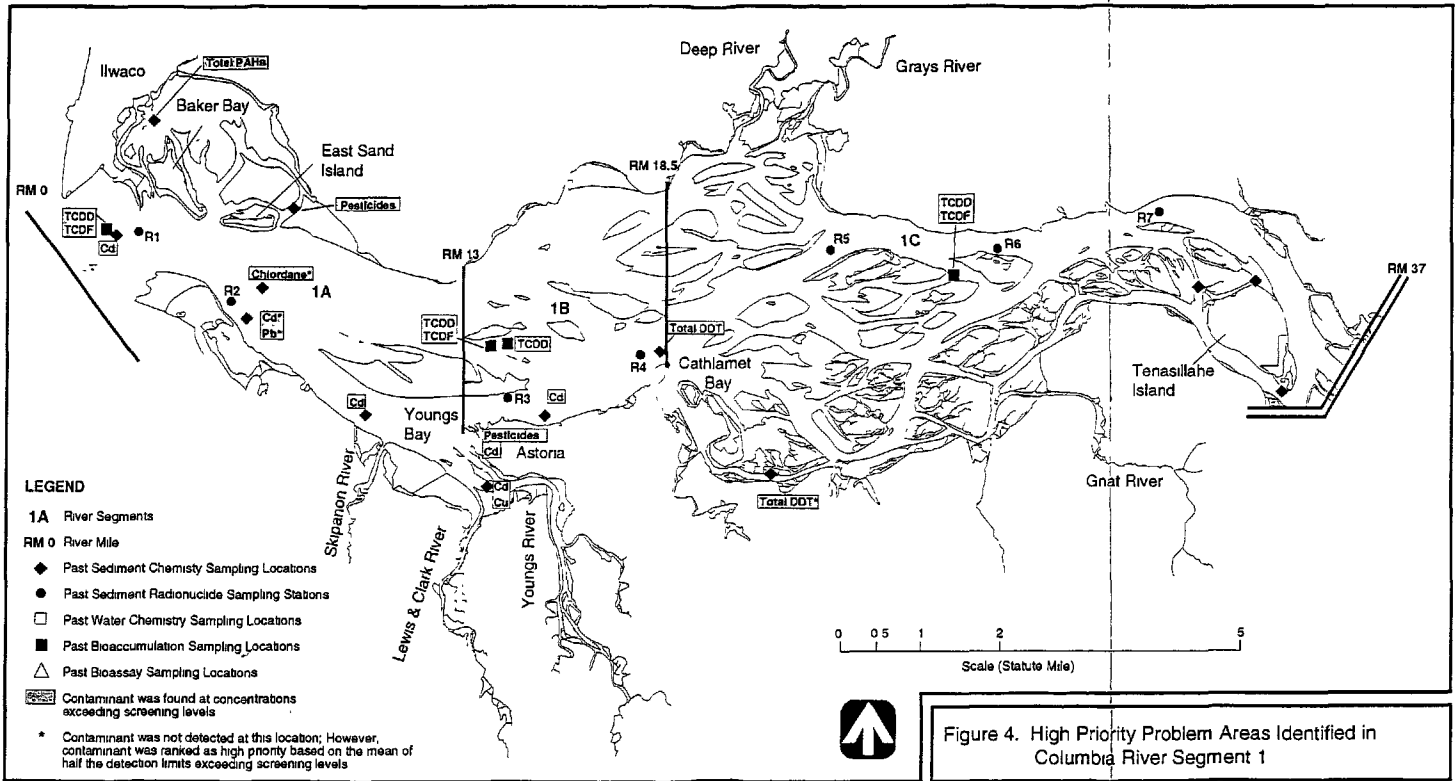 Ilwaco
Total PAHs
Baker Bay
East Sand
Island
Pesticides
RM 0
TCDD
TCDF
Cd
R1
Chlordane*
1A
R2
Cd*
Pb*
Deep River
Grays River
RM 18.5
RM 13
1B
TCDD
TCDF
TCDD
Total DDT
R4
Cathlamet
Bay
R3
Cd
Cd
Youngs
Bay
Pesticides
Cd
Astoria
Cd
Cu
R5
1C
TCDD
TCDF
R6
R7
RM 37
Tenasillahe
Island
Total DDT*
Gnat River
Skipanon River
Lewis & Clark River
Youngs River
LEGEND
1A River Segments
RM 0 River Mile
Past Sediment Chemisty Sampling Locations
Past Sediment Radionuclide Sampling Stations
Past Water Chemistry Sampling Locations
Past Bioaccumulation Sampling Locations
Past Bioassay Sampling Locations
Contaminant was found at concentrations
exceeding screening levels
* Contaminant was not detected at this location; However,
contaminant was ranked as high priority based on the mean of
half the detection limits exceeding screening levels
0 0 5 1 2 5
Scale (Statute Mile)
Figure 4. High Priority Problem Areas Identified in
Columbia River Segment 1